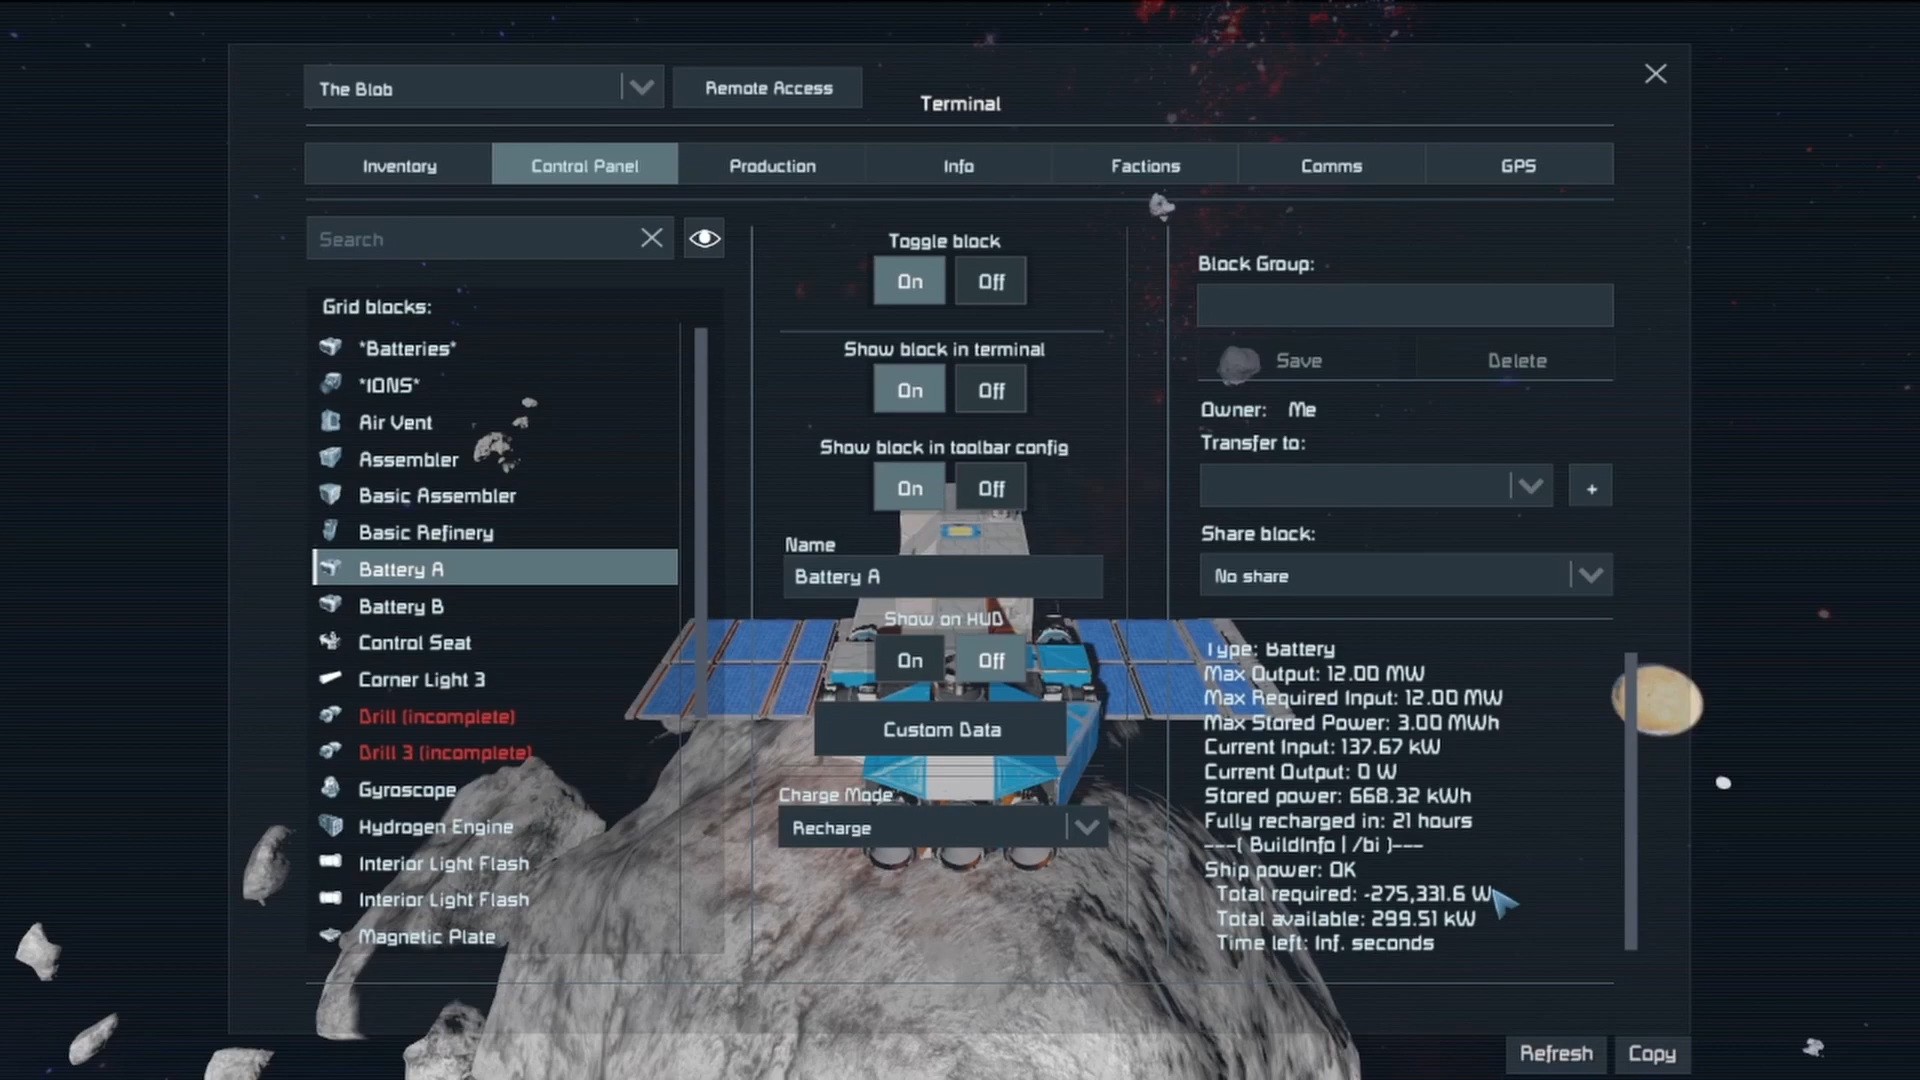 The Blob
Remote Access
Terminal
Inventory
Control Panel
Production
Info
Factions
Comms
GPS
Search
Grid blocks:
*Batteries*
*IONS*
Air Vent
Assembler
Basic Assembler
Basic Refinery
Battery A
Battery B
Control Seat
Corner Light 3
Drill (incomplete)
Drill 3 (incomplete)
Gyroscope
Hydrogen Engine
Interior Light Flash
Interior Light Flash
Magnetic Plate
Toggle block
On Off
Show block in terminal
On Off
Show block in toolbar config
On Off
Name
Battery A
Show on HUD
On Off
Custom Data
Charge Mode
Recharge
Block Group:
Save Delete
Owner: Me
Transfer to:
+
Share block:
No share
Type: Battery
Max Output: 12.00 MW
Max Required Input: 12.00 MW
Max Stored Power: 3.00 MWh
Current Input: 137.67 kW
Current Output: 0 W
Stored power: 668.32 kWh
Fully recharged in: 21 hours
---( BuildInfo | /bi )---
Ship power: OK
Total required: -275,331.6 W
Total available: 299.51 kW
Time left: Inf. seconds
Refresh
Copy